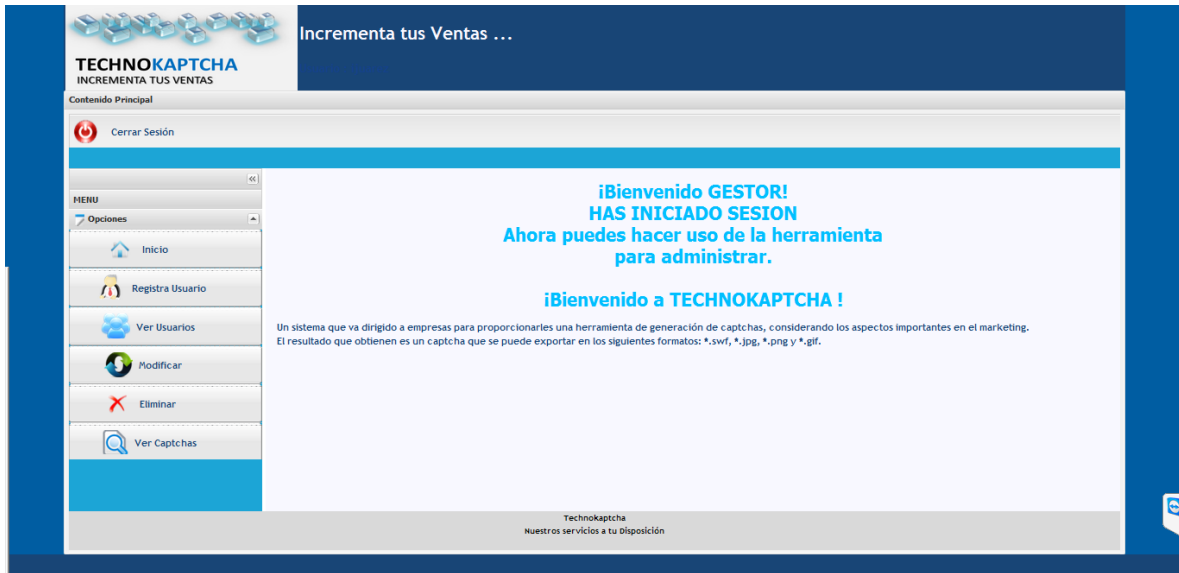 Incrementa tus Ventas ...
TECHNOKAPTCHA
INCREMENTA TUS VENTAS
Contenido Principal
Cerrar Sesión
MENU
Opciones
Inicio
Registra Usuario
Ver Usuarios
Modificar
Eliminar
Ver Captchas
¡Bienvenido GESTOR!
HAS INICIADO SESION
Ahora puedes hacer uso de la herramienta
para administrar.
¡Bienvenido a TECHNOKAPTCHA !
Un sistema que va dirigido a empresas para proporcionarles una herramienta de generación de captchas, considerando los aspectos importantes en el marketing.
El resultado que obtienen es un captcha que se puede exportar en los siguientes formatos: *.swf, *.jpg, *.png y *.gif.
Technokaptcha
Nuestros servicios a tu Disposición